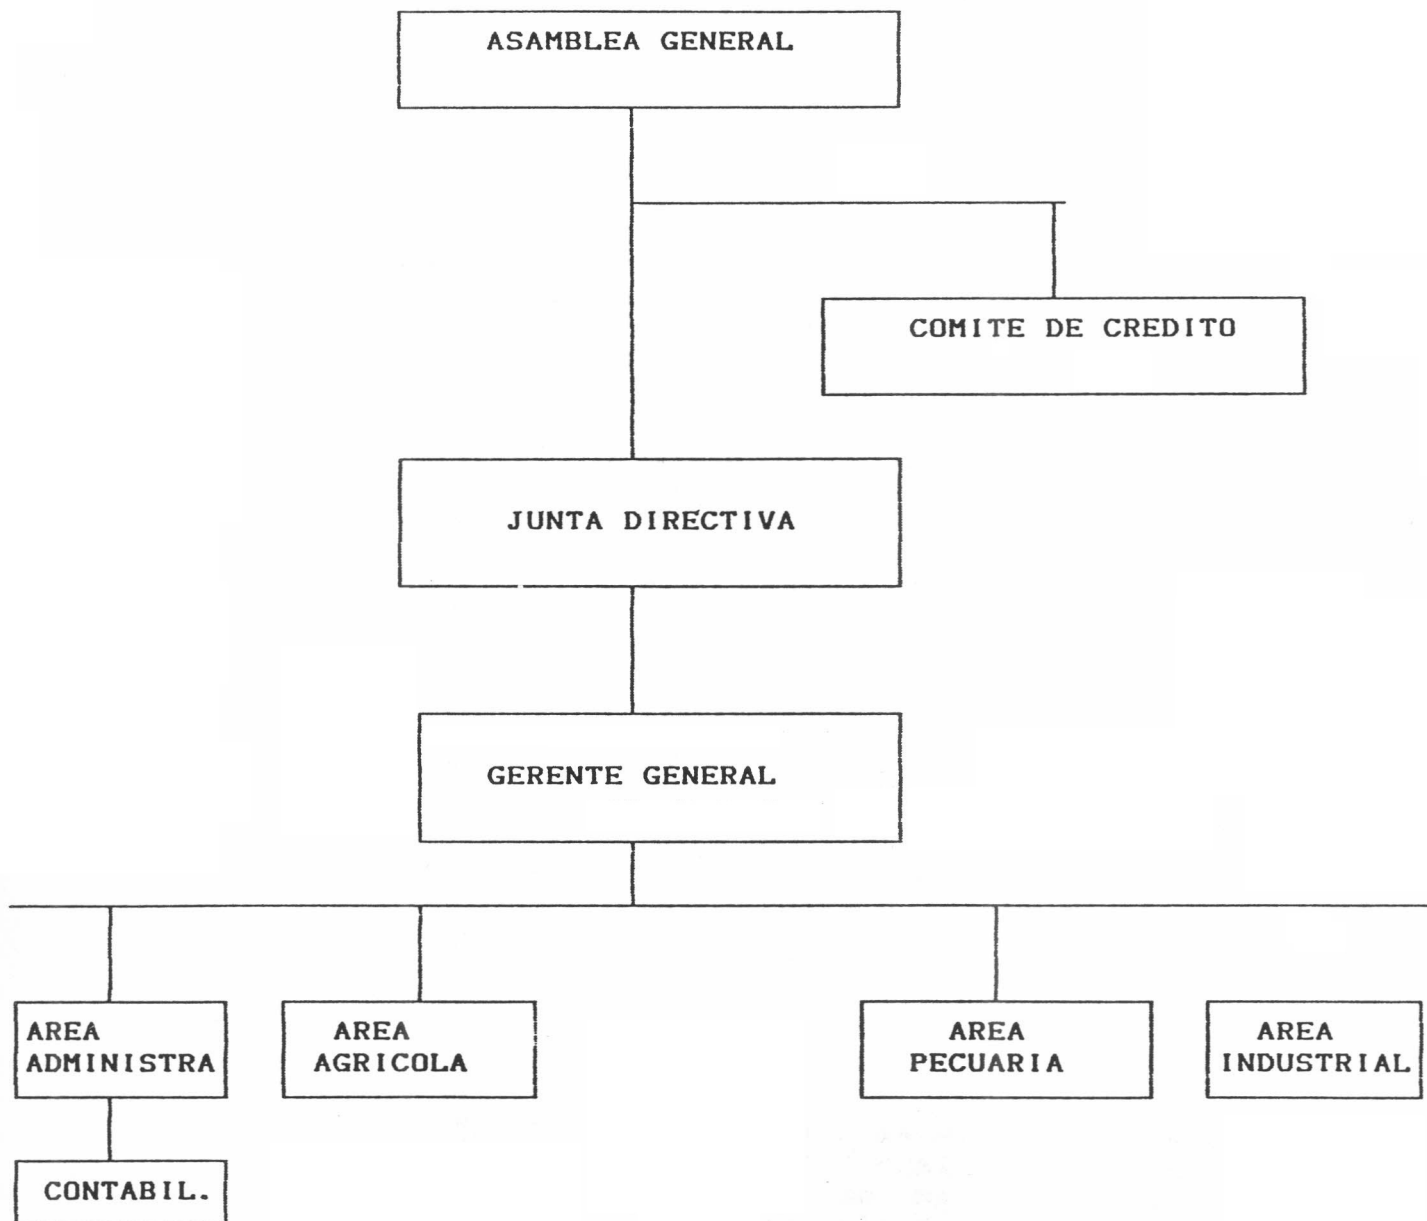 ASAMBLEA GENERAL
COMITE DE CREDITO
JUNTA DIRECTIVA
GERENTE GENERAL
AREA
ADMINISTRA
AREA
AGRICOLA
AREA
PECUARIA
AREA
INDUSTRIAL
CONTABIL.